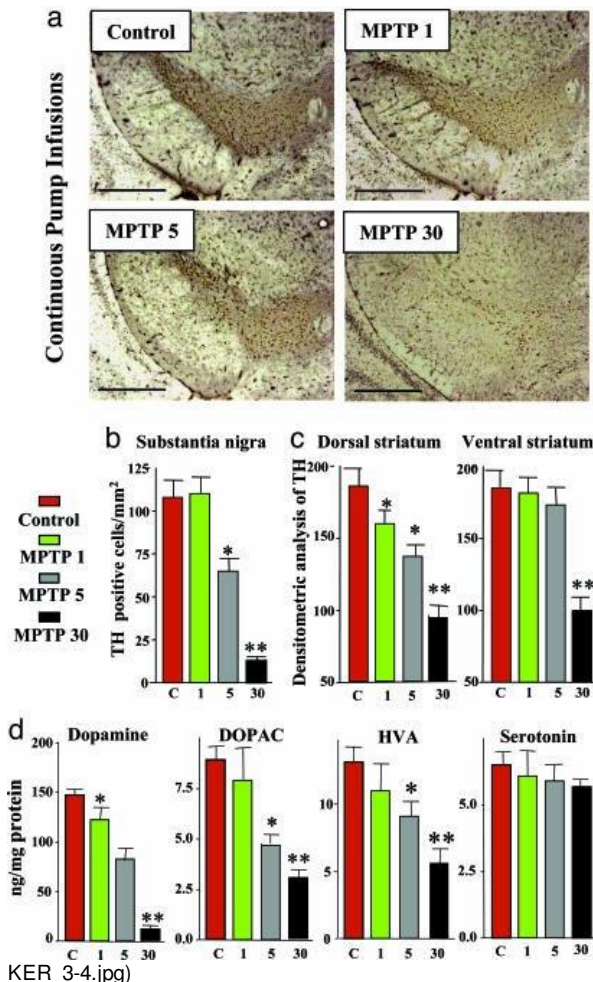 a
Continuous Pump Infusions
Control
MPTP 1
MPTP 5
MPTP 30
Control
MPTP 1
MPTP 5
MPTP 30
b
Substantia nigra
TH positive cells/mm²
125
100
75
50
25
0
*
**
C 1 5 30
c
Dorsal striatum
Densitometric analysis of TH
200
150
100
50
*
*
**
C 1 5 30
Ventral striatum
200
150
100
50
**
C 1 5 30
d
Dopamine
ng/mg protein
200
150
100
50
0
*
**
C 1 5 30
DOPAC
7.5
5.0
2.5
0.0
*
**
C 1 5 30
HVA
10
5
0
*
**
C 1 5 30
Serotonin
7.5
5.0
2.5
0.0
C 1 5 30
KER_3-4.jpg)